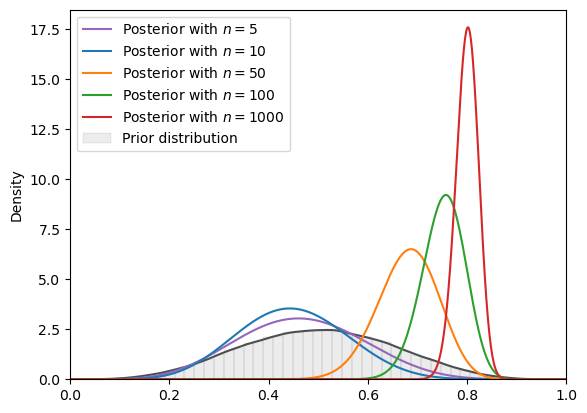 17.5
15.0
12.5
10.0
7.5
5.0
2.5
0.0
Density
Posterior with n = 5
Posterior with n = 10
Posterior with n = 50
Posterior with n = 100
Posterior with n = 1000
Prior distribution
0.0 0.2 0.4 0.6 0.8 1.0